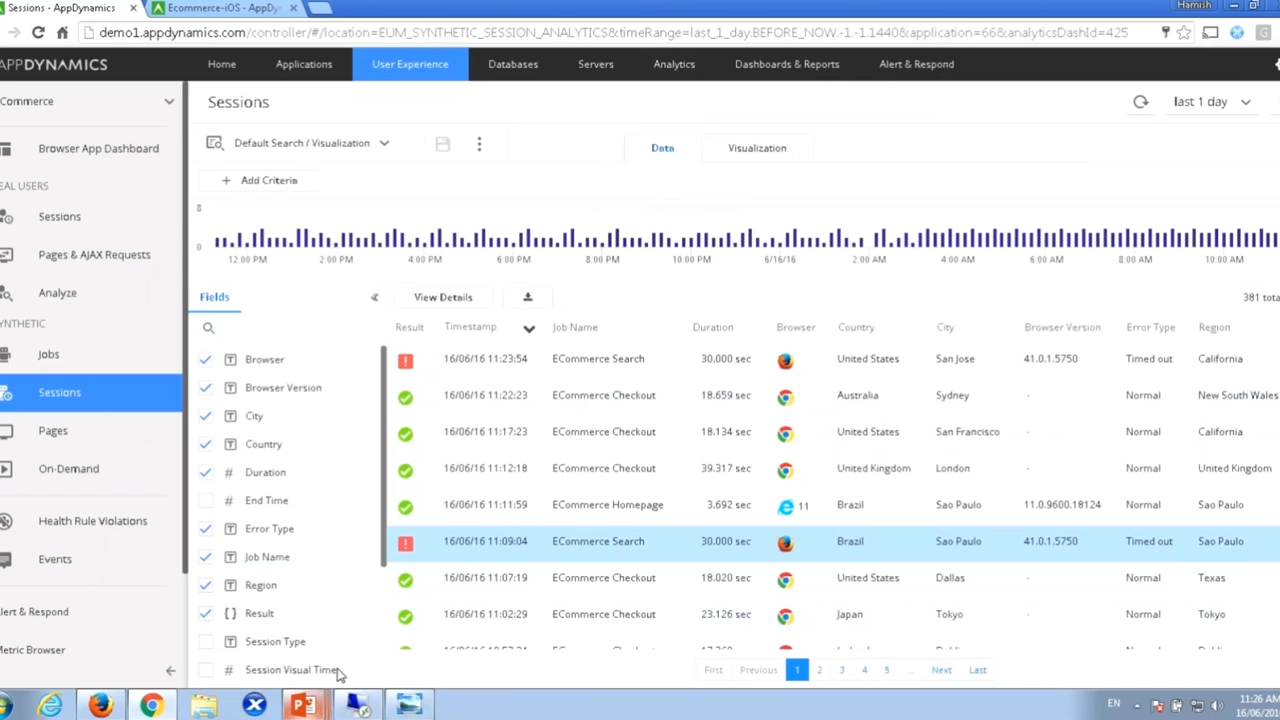 Sessions - AppDynamics
Ecommerce-iOS - AppDy
Hamish
demo1.appdynamics.com/controller/#/location=EUM_SYNTHETIC_SESSION_ANALYTICS&timeRange=last_1_day.BEFORE_NOW.-1.-1.1440&application=66&analyticsDashId=425
APPDYNAMICS
Home Applications User Experience Databases Servers Analytics Dashboards & Reports Alert & Respond
Commerce
Sessions
last 1 day
Default Search / Visualization
Data Visualization
Browser App Dashboard
+ Add Criteria
EAL USERS
8
Sessions
0
12:00 PM 2:00 PM 4:00 PM 6:00 PM 8:00 PM 10:00 PM 6/16/16 2:00 AM 4:00 AM 6:00 AM 8:00 AM 10:00 AM
Pages & AJAX Requests
Analyze
YNTHETIC
Jobs
Sessions
Pages
On-Demand
Health Rule Violations
Events
lert & Respond
Metric Browser
Fields
«
Browser
Browser Version
City
Country
# Duration
# End Time
Error Type
Job Name
Region
{ } Result
Session Type
# Session Visual Time
View Details
381 tota
Result Timestamp Job Name Duration Browser Country City Browser Version Error Type Region
16/06/16 11:23:54 ECommerce Search 30.000 sec United States San Jose 41.0.1.5750 Timed out California
16/06/16 11:22:23 ECommerce Checkout 18.659 sec Australia Sydney - Normal New South Wales
16/06/16 11:17:23 ECommerce Checkout 18.134 sec United States San Francisco - Normal California
16/06/16 11:12:18 ECommerce Checkout 39.317 sec United Kingdom London - Normal United Kingdom
16/06/16 11:11:59 ECommerce Homepage 3.692 sec 11 Brazil Sao Paulo 11.0.9600.18124 Normal Sao Paulo
16/06/16 11:09:04 ECommerce Search 30.000 sec Brazil Sao Paulo 41.0.1.5750 Timed out Sao Paulo
16/06/16 11:07:19 ECommerce Checkout 18.020 sec United States Dallas - Normal Texas
16/06/16 11:02:29 ECommerce Checkout 23.126 sec Japan Tokyo - Normal Tokyo
First Previous 1 2 3 4 5 ... Next Last
EN
11:26 AM
16/06/201